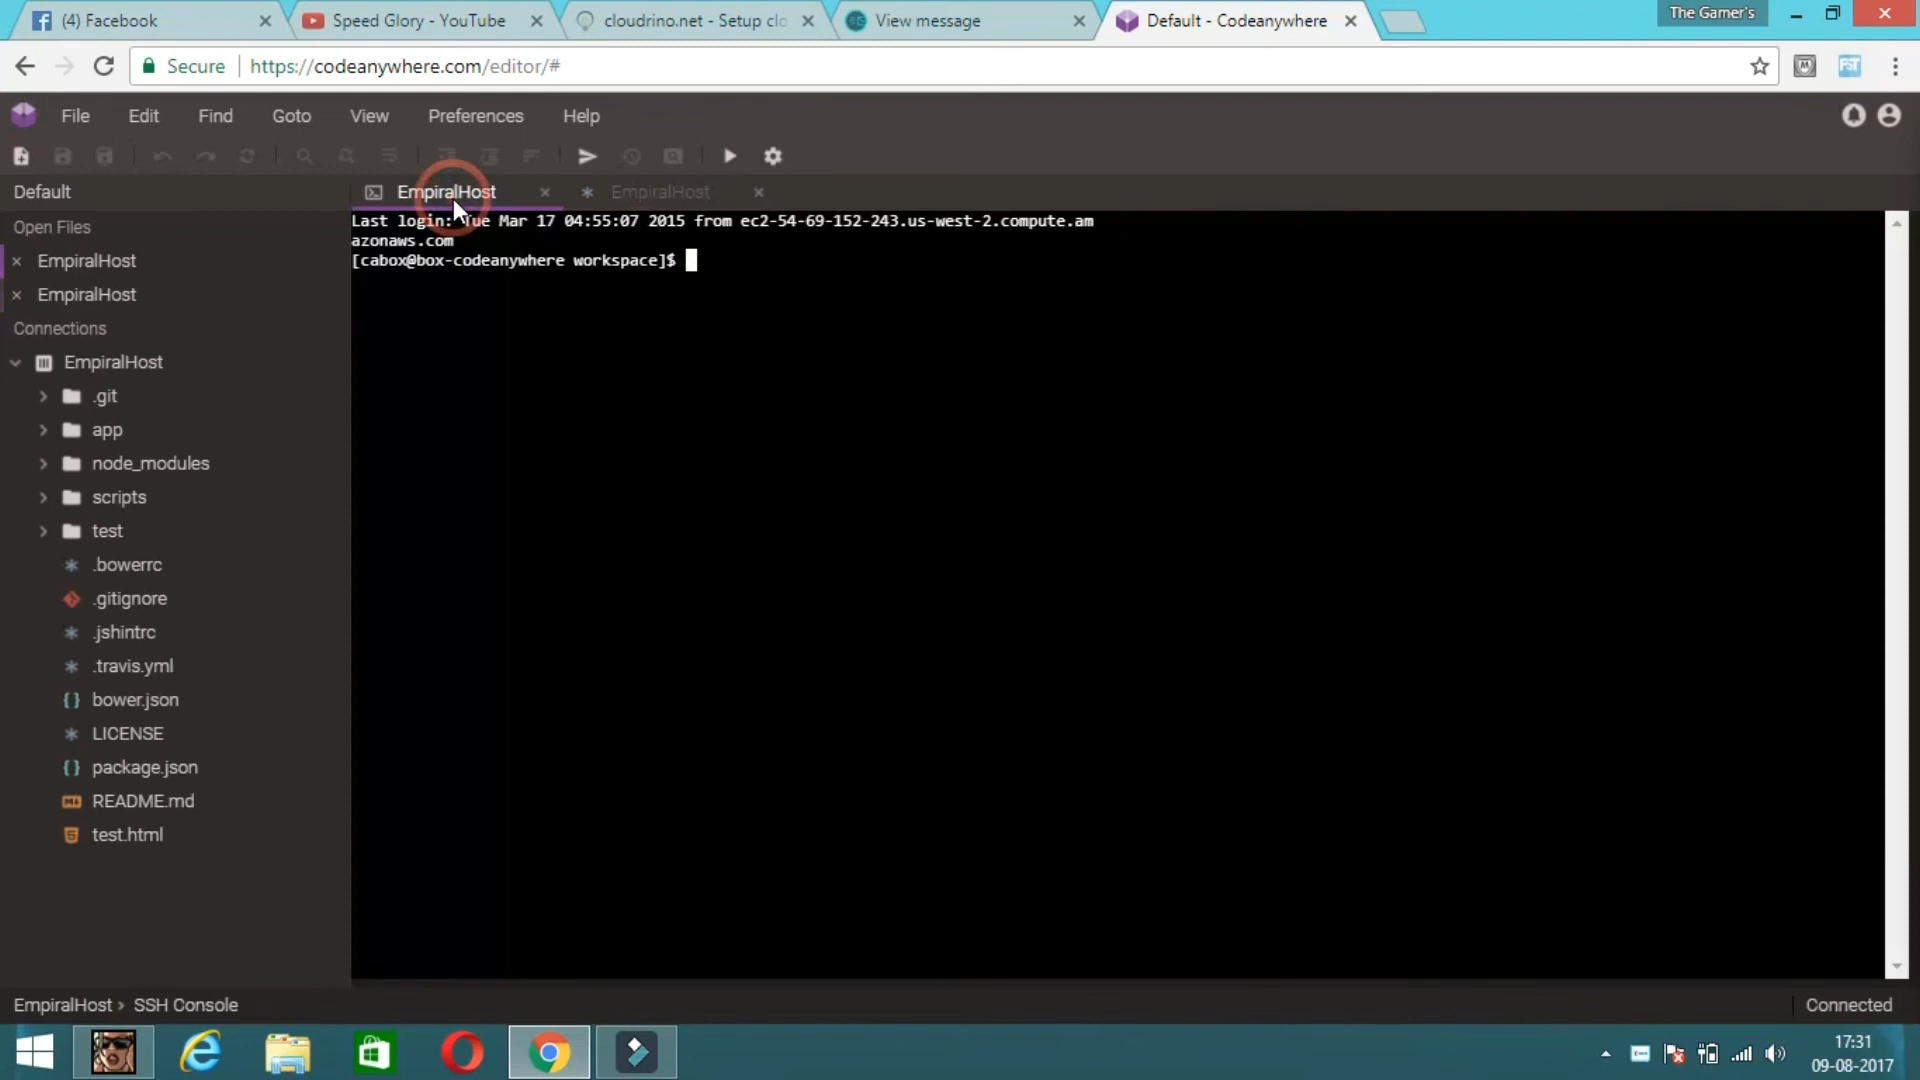 (4) Facebook
Speed Glory - YouTube
cloudrino.net - Setup clo
View message
Default - Codeanywhere
The Gamer's
Secure
https://codeanywhere.com/editor/#
File Edit Find Goto View Preferences Help
Default
EmpiralHost
EmpiralHost
Open Files
EmpiralHost
EmpiralHost
Connections
EmpiralHost
.git
app
node_modules
scripts
test
.bowerrc
.gitignore
.jshintrc
.travis.yml
bower.json
LICENSE
package.json
README.md
test.html
Last login: Tue Mar 17 04:55:07 2015 from ec2-54-69-152-243.us-west-2.compute.am
azonaws.com
[cabox@box-codeanywhere workspace]$
EmpiralHost › SSH Console
Connected
17:31
09-08-2017